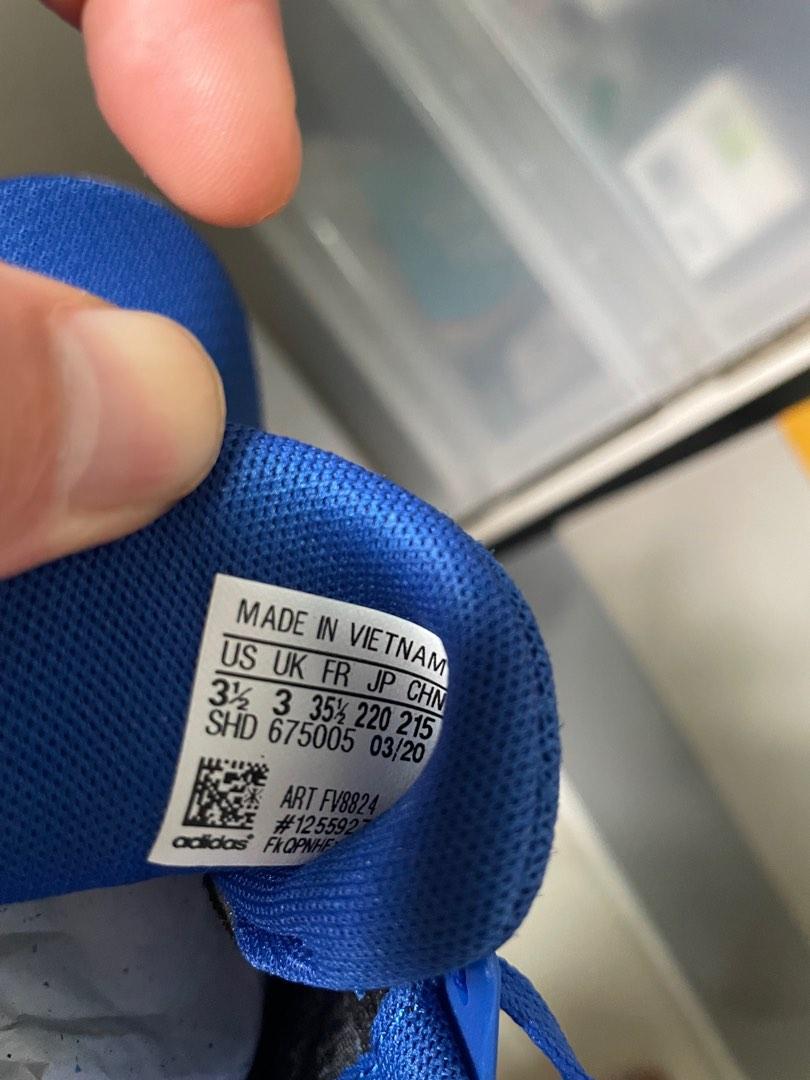 MADE IN VIETNAM
US UK FR JP CHN
3½ 3 35½ 220 215
SHD 675005 03/20
ART FV8824
adidas